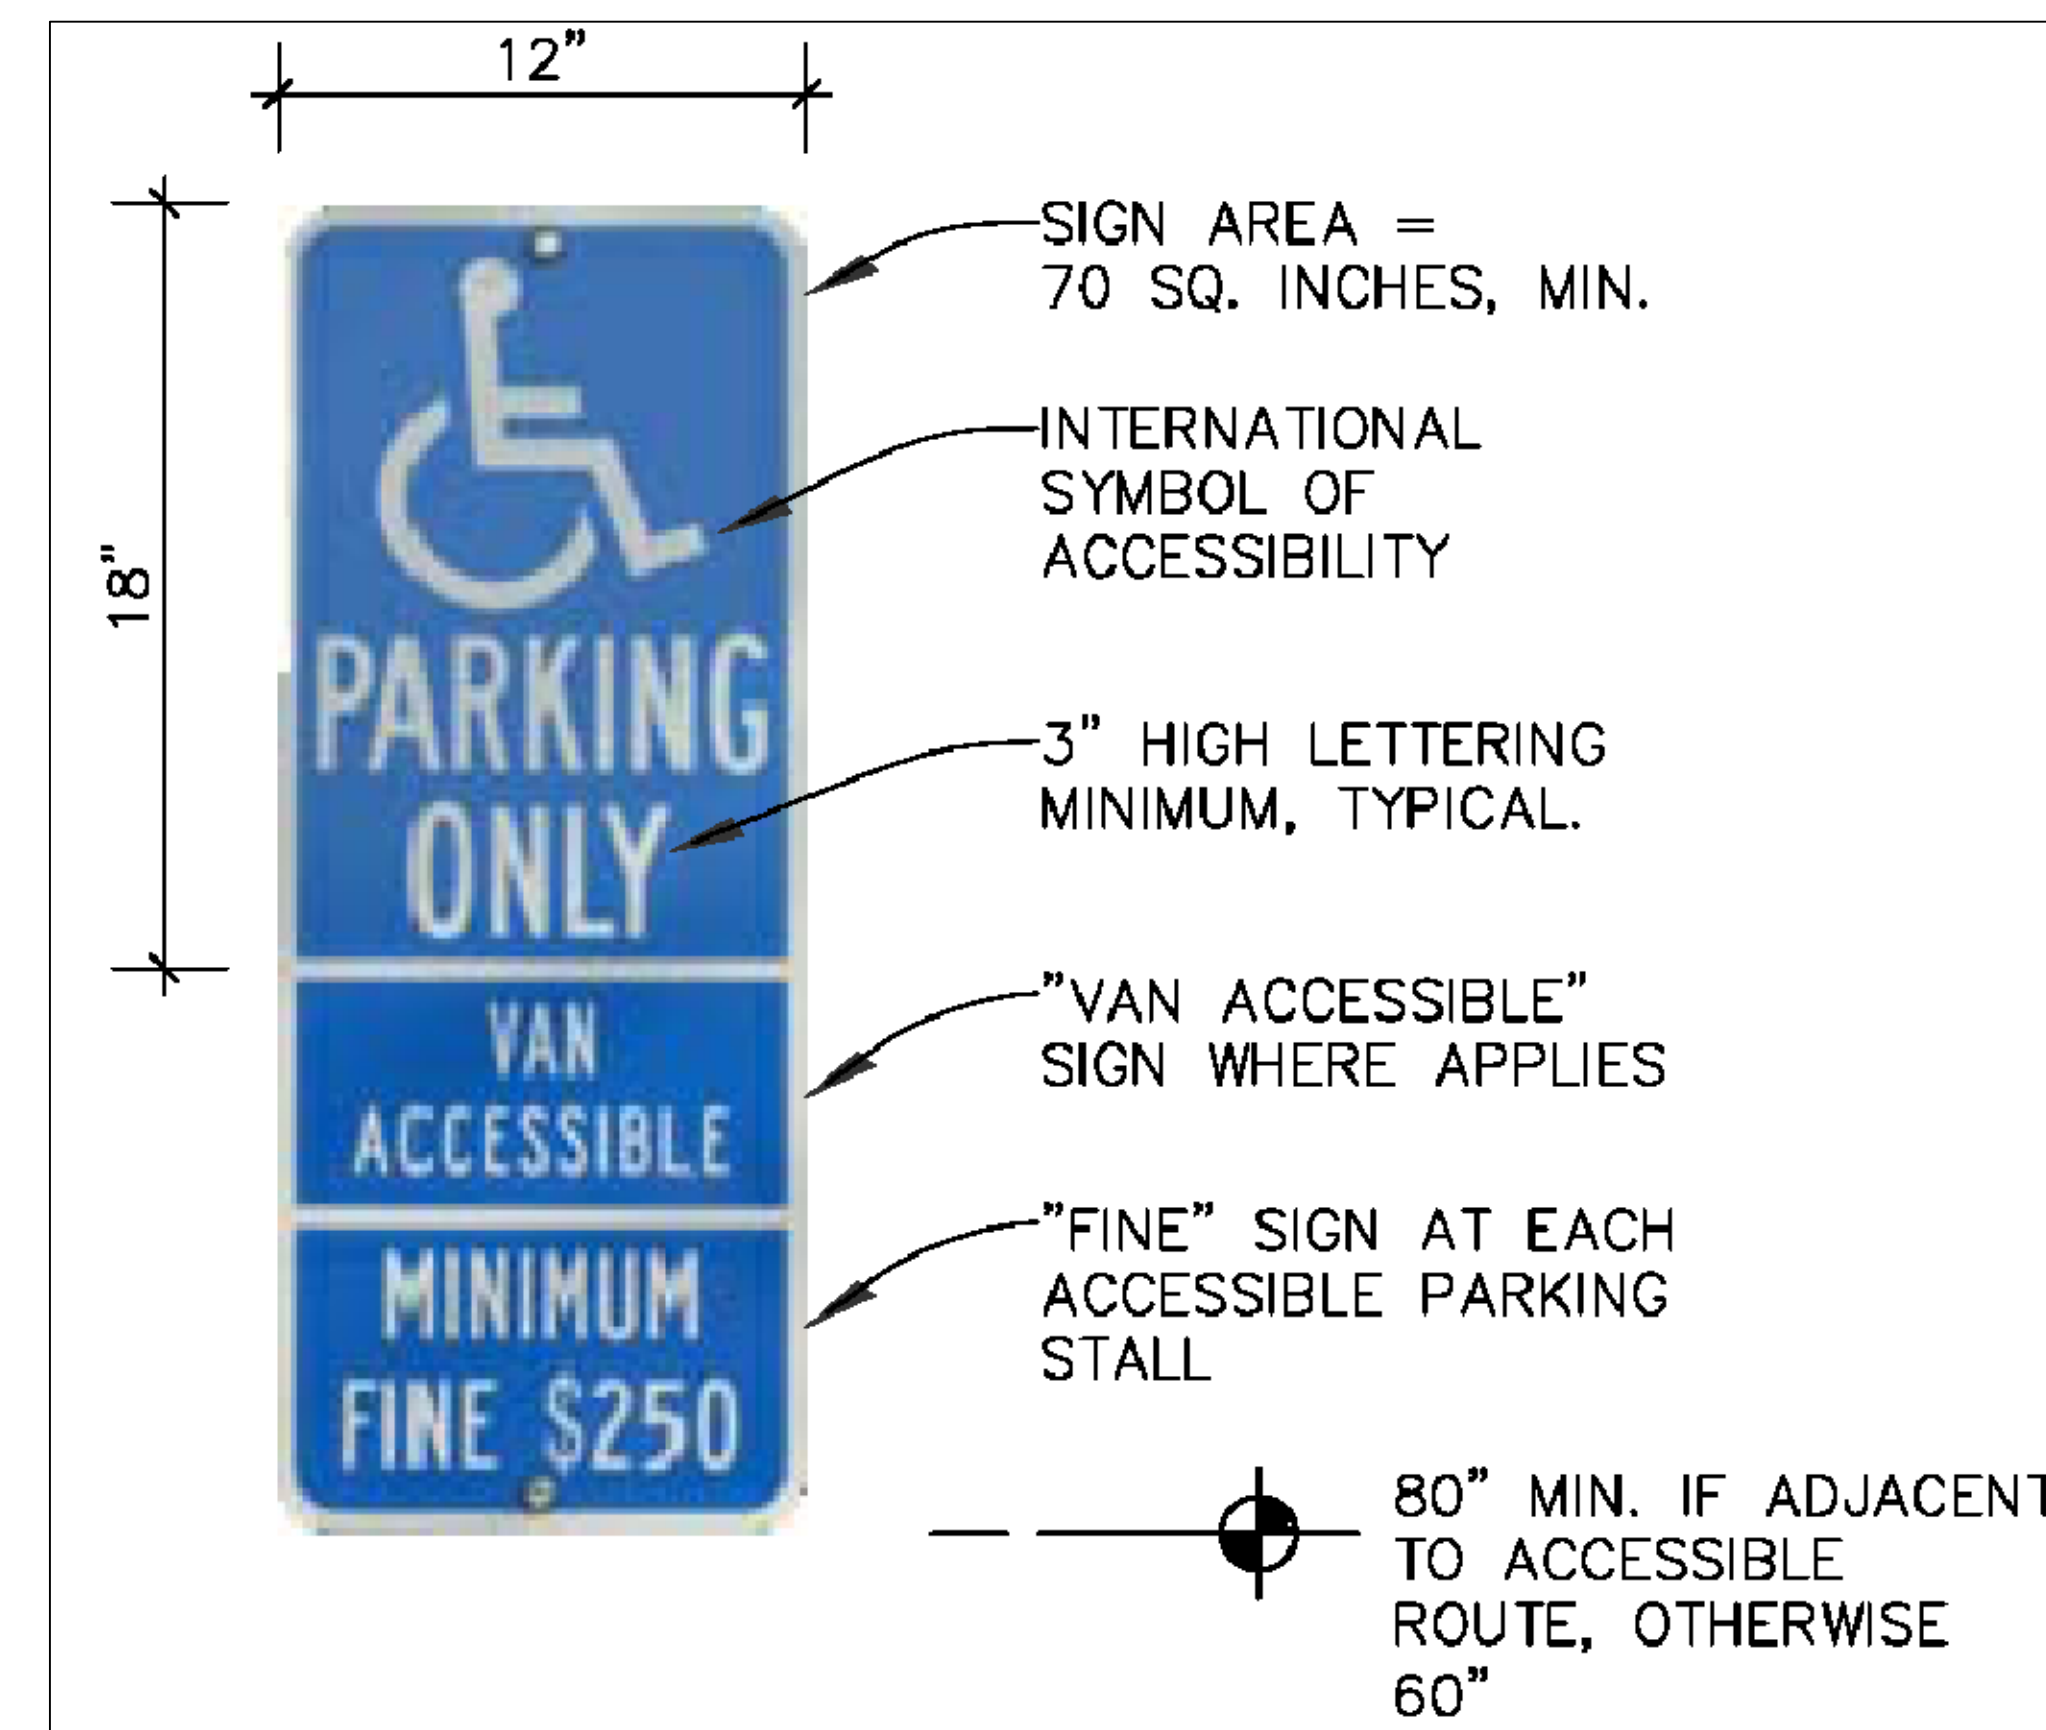 12”
18”
PARKING
ONLY
VAN
ACCESSIBLE
MINIMUM
FINE $250
SIGN AREA =
70 SQ. INCHES, MIN.
INTERNATIONAL
SYMBOL OF
ACCESSIBILITY
3” HIGH LETTERING
MINIMUM, TYPICAL.
”VAN ACCESSIBLE”
SIGN WHERE APPLIES
”FINE” SIGN AT EACH
ACCESSIBLE PARKING
STALL
80” MIN. IF ADJACENT
TO ACCESSIBLE
ROUTE, OTHERWISE
60”